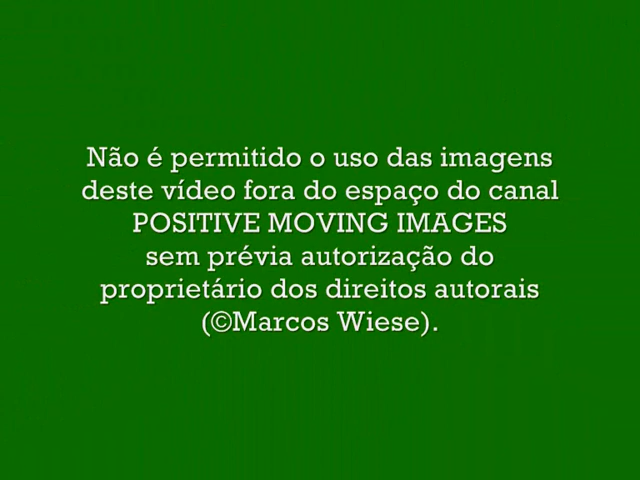 Não é permitido o uso das imagens
deste vídeo fora do espaço do canal
POSITIVE MOVING IMAGES
sem prévia autorização do
proprietário dos direitos autorais
(©Marcos Wiese).